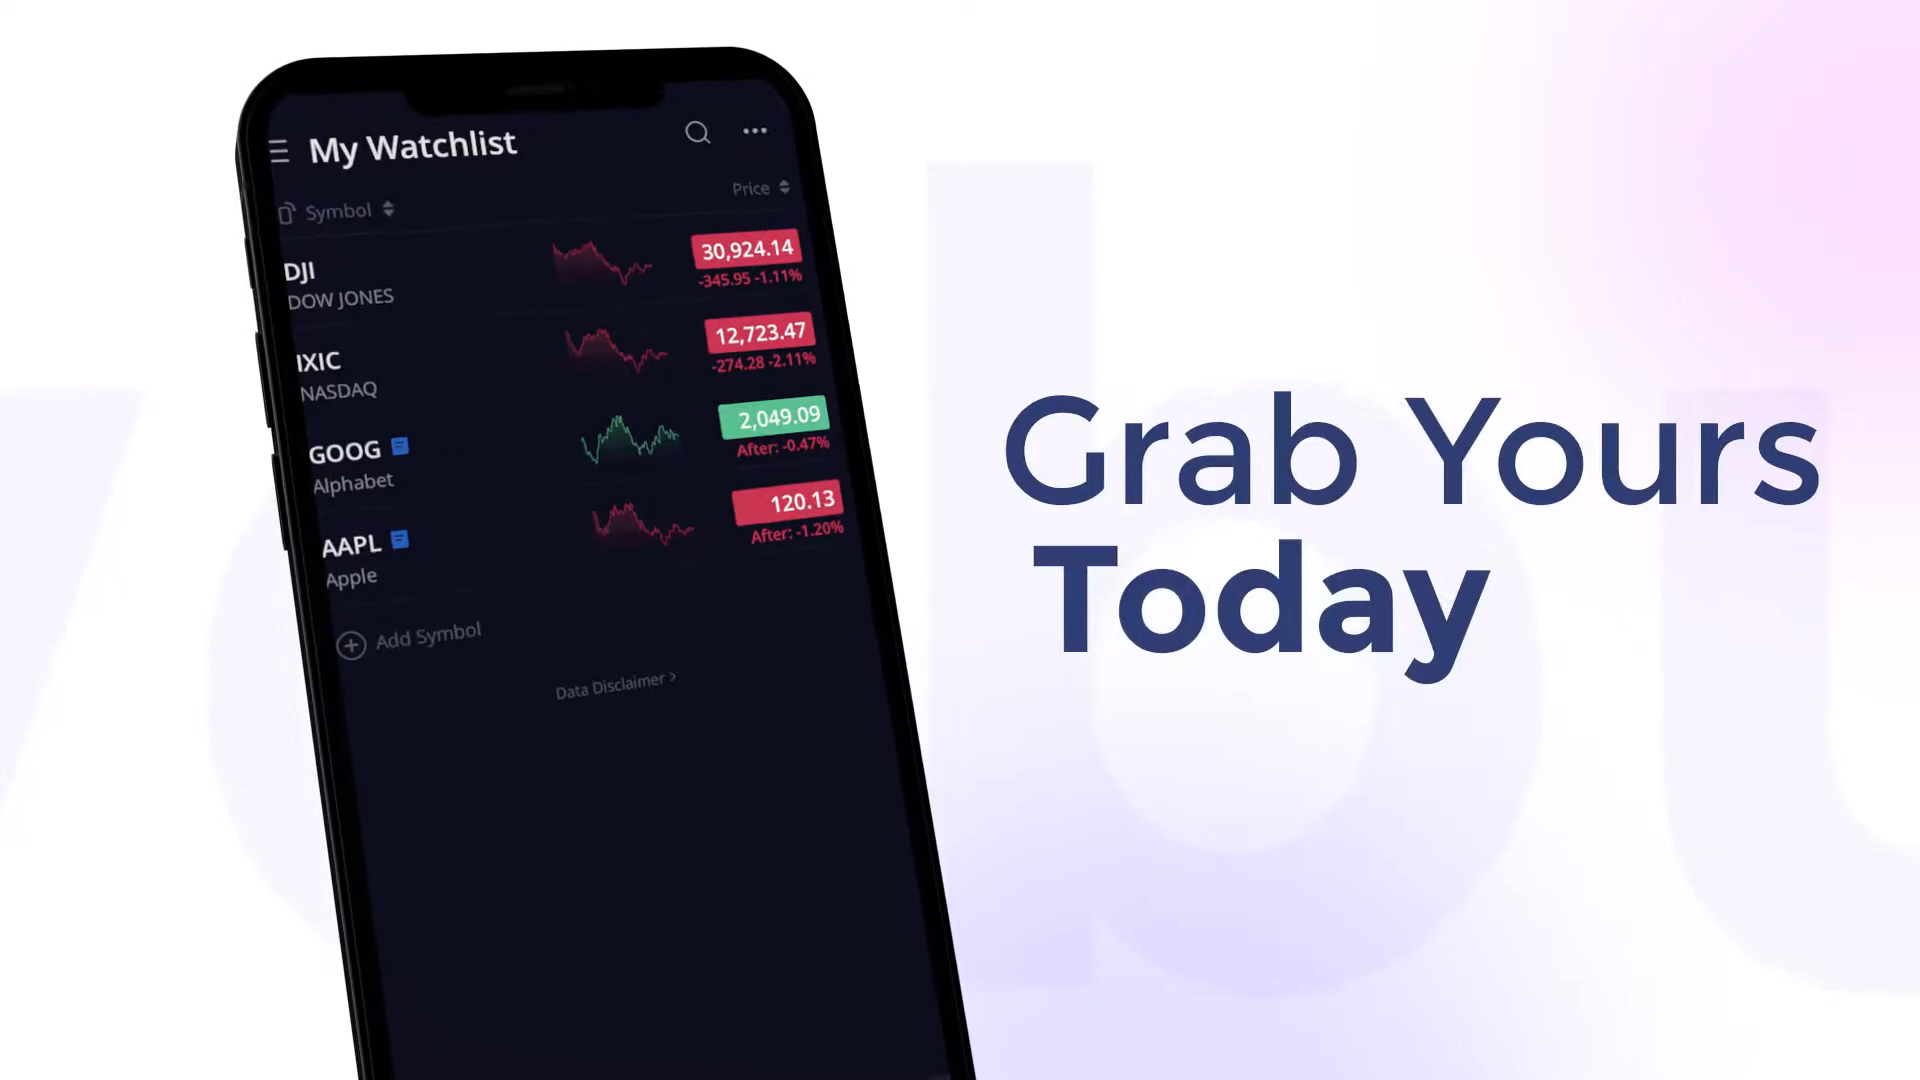 My Watchlist
Symbol
Price
DJI
DOW JONES
30,924.14
-345.95 -1.11%
IXIC
NASDAQ
12,723.47
-274.28 -2.11%
GOOG
Alphabet
2,049.09
After: -0.47%
AAPL
Apple
120.13
After: -1.20%
Add Symbol
Data Disclaimer >
Grab Yours
Today